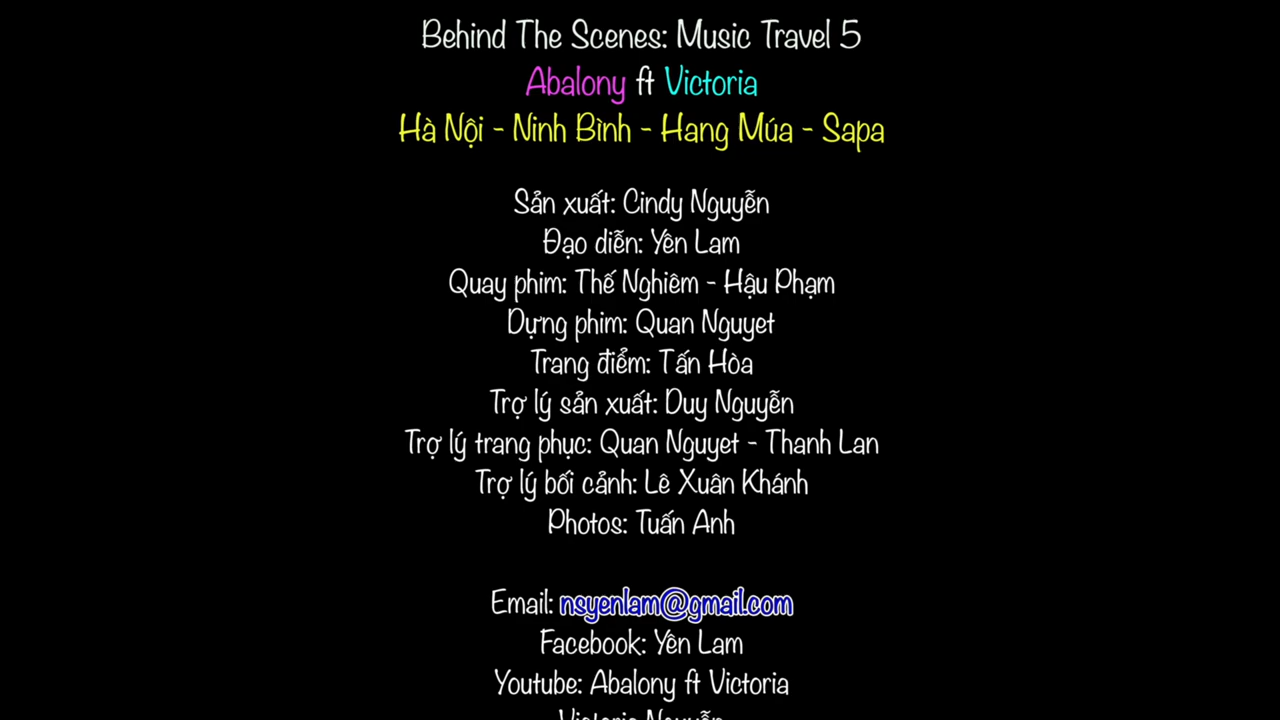 Behind The Scenes: Music Travel 5
Abalony ft Victoria
Hà Nội - Ninh Bình - Hang Múa - Sapa
Sản xuất: Cindy Nguyễn
Đạo diễn: Yên Lam
Quay phim: Thế Nghiêm - Hậu Phạm
Dựng phim: Quan Nguyet
Trang điểm: Tấn Hòa
Trợ lý sản xuất: Duy Nguyễn
Trợ lý trang phục: Quan Nguyet - Thanh Lan
Trợ lý bối cảnh: Lê Xuân Khánh
Photos: Tuấn Anh
Email: nsyenlam@gmail.com
Facebook: Yên Lam
Youtube: Abalony ft Victoria
Victoria Nguyễn